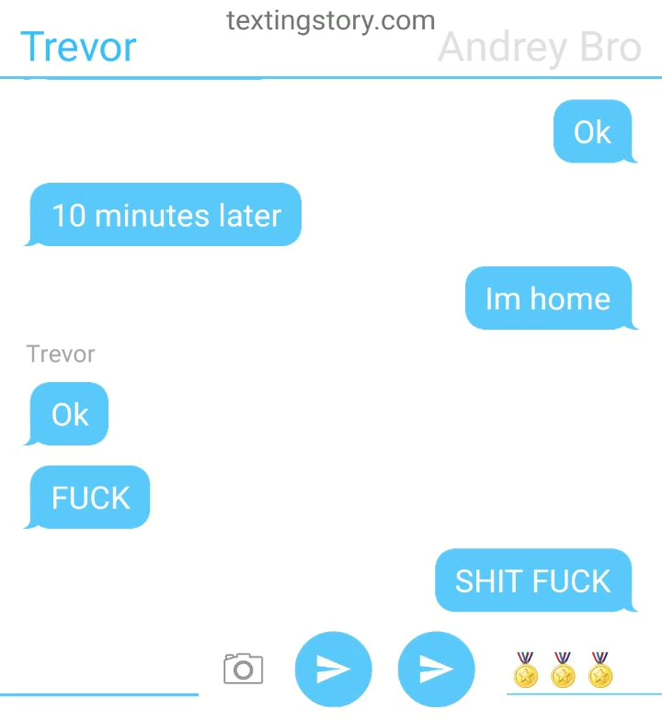 textingstory.com
Trevor
Andrey Bro
Ok
10 minutes later
Im home
Trevor
Ok
FUCK
SHIT FUCK
🏅🏅🏅